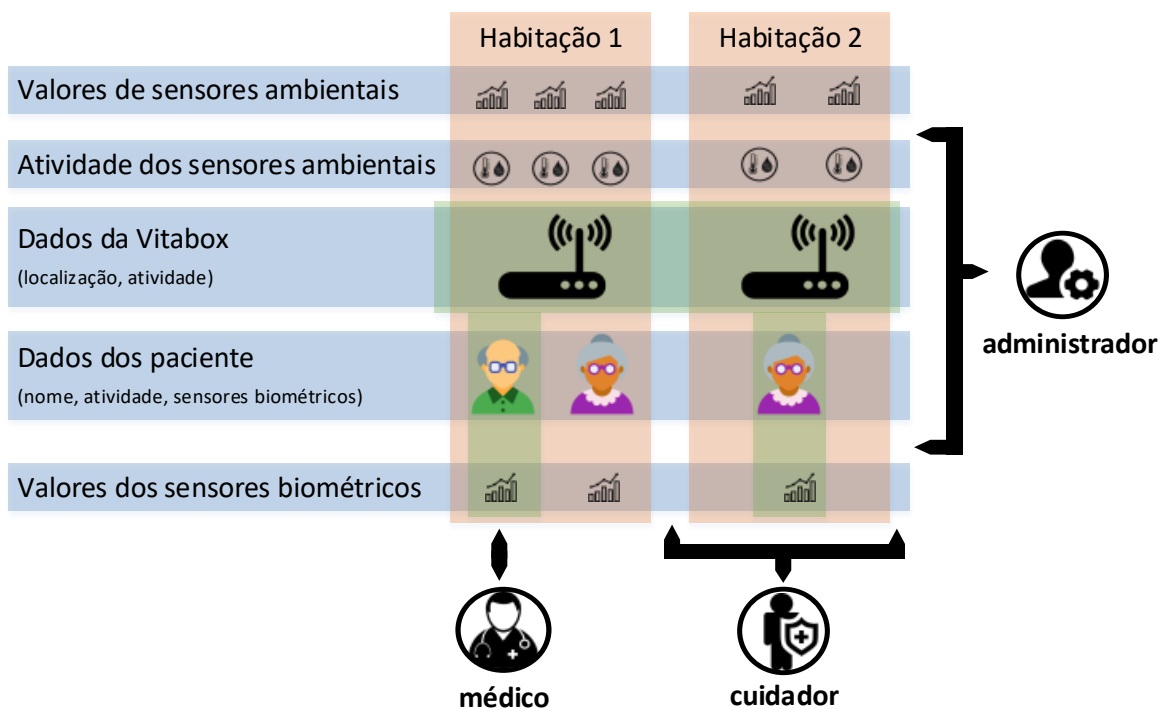 Habitação 1
Habitação 2
Valores de sensores ambientais
Atividade dos sensores ambientais
Dados da Vitabox
(localização, atividade)
administrador
Dados dos paciente
(nome, atividade, sensores biométricos)
Valores dos sensores biométricos
médico
cuidador